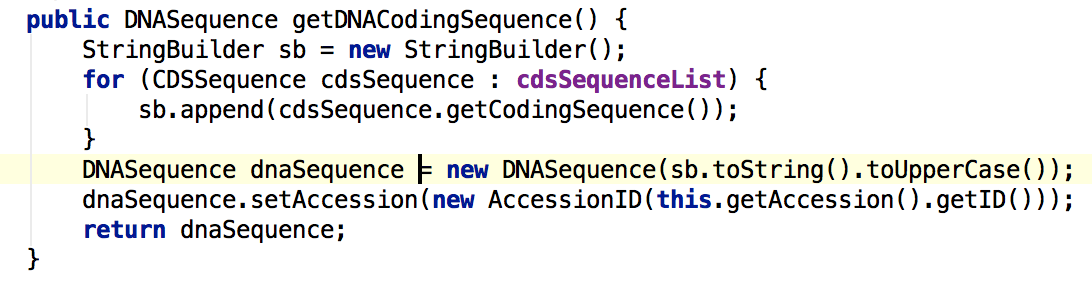 public DNASequence getDNACodingSequence() {
    StringBuilder sb = new StringBuilder();
    for (CDSSequence cdsSequence : cdsSequenceList) {
        sb.append(cdsSequence.getCodingSequence());
    }
    DNASequence dnaSequence = new DNASequence(sb.toString().toUpperCase());
    dnaSequence.setAccession(new AccessionID(this.getAccession().getID()));
    return dnaSequence;
}